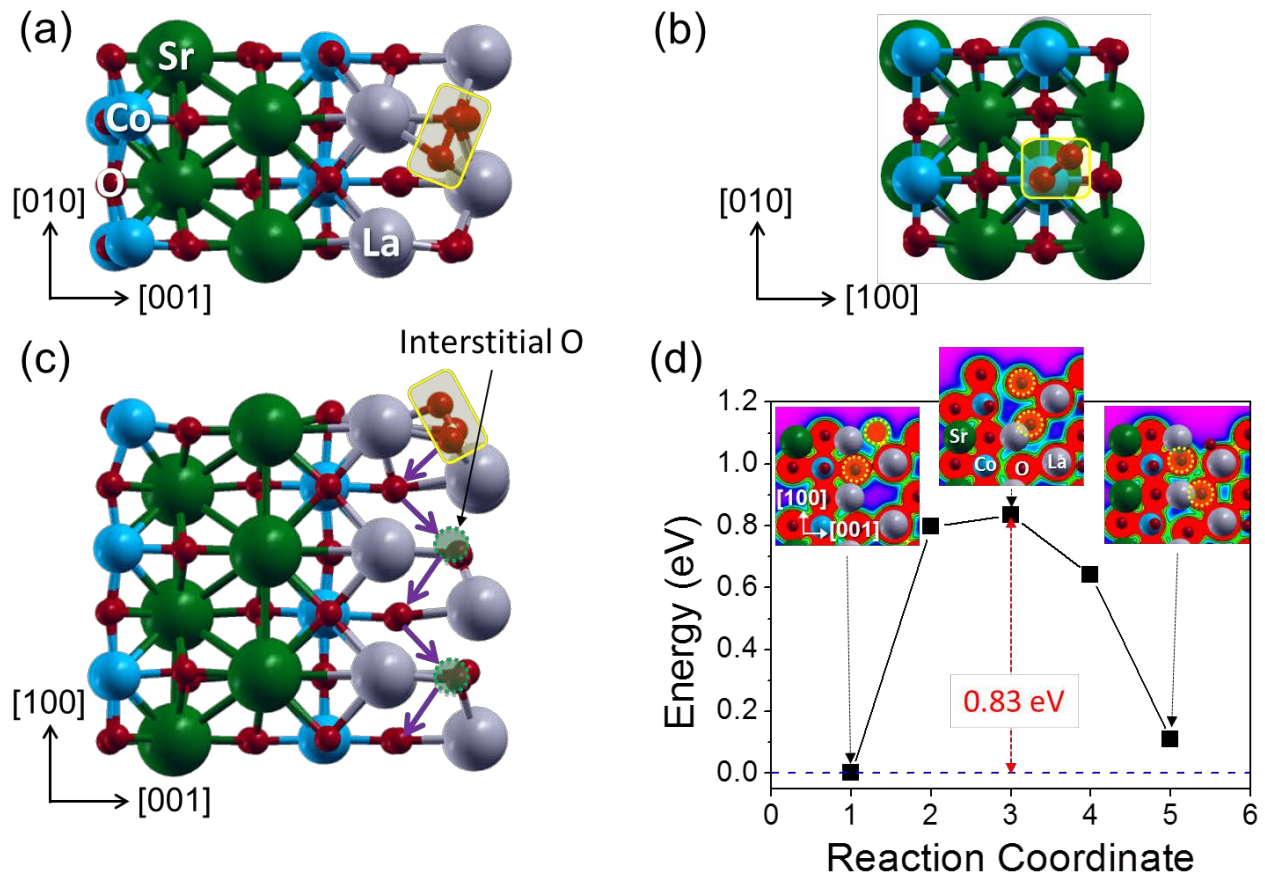 (a)
Sr
Co
O
La
[010]
[001]
(b)
[010]
[100]
(c)
Interstitial O
[100]
[001]
(d)
Energy (eV)
1.2
1.0
0.8
0.6
0.4
0.2
0.0
0 1 2 3 4 5 6
Reaction Coordinate
Sr
[100]
[001]
Co O La
0.83 eV